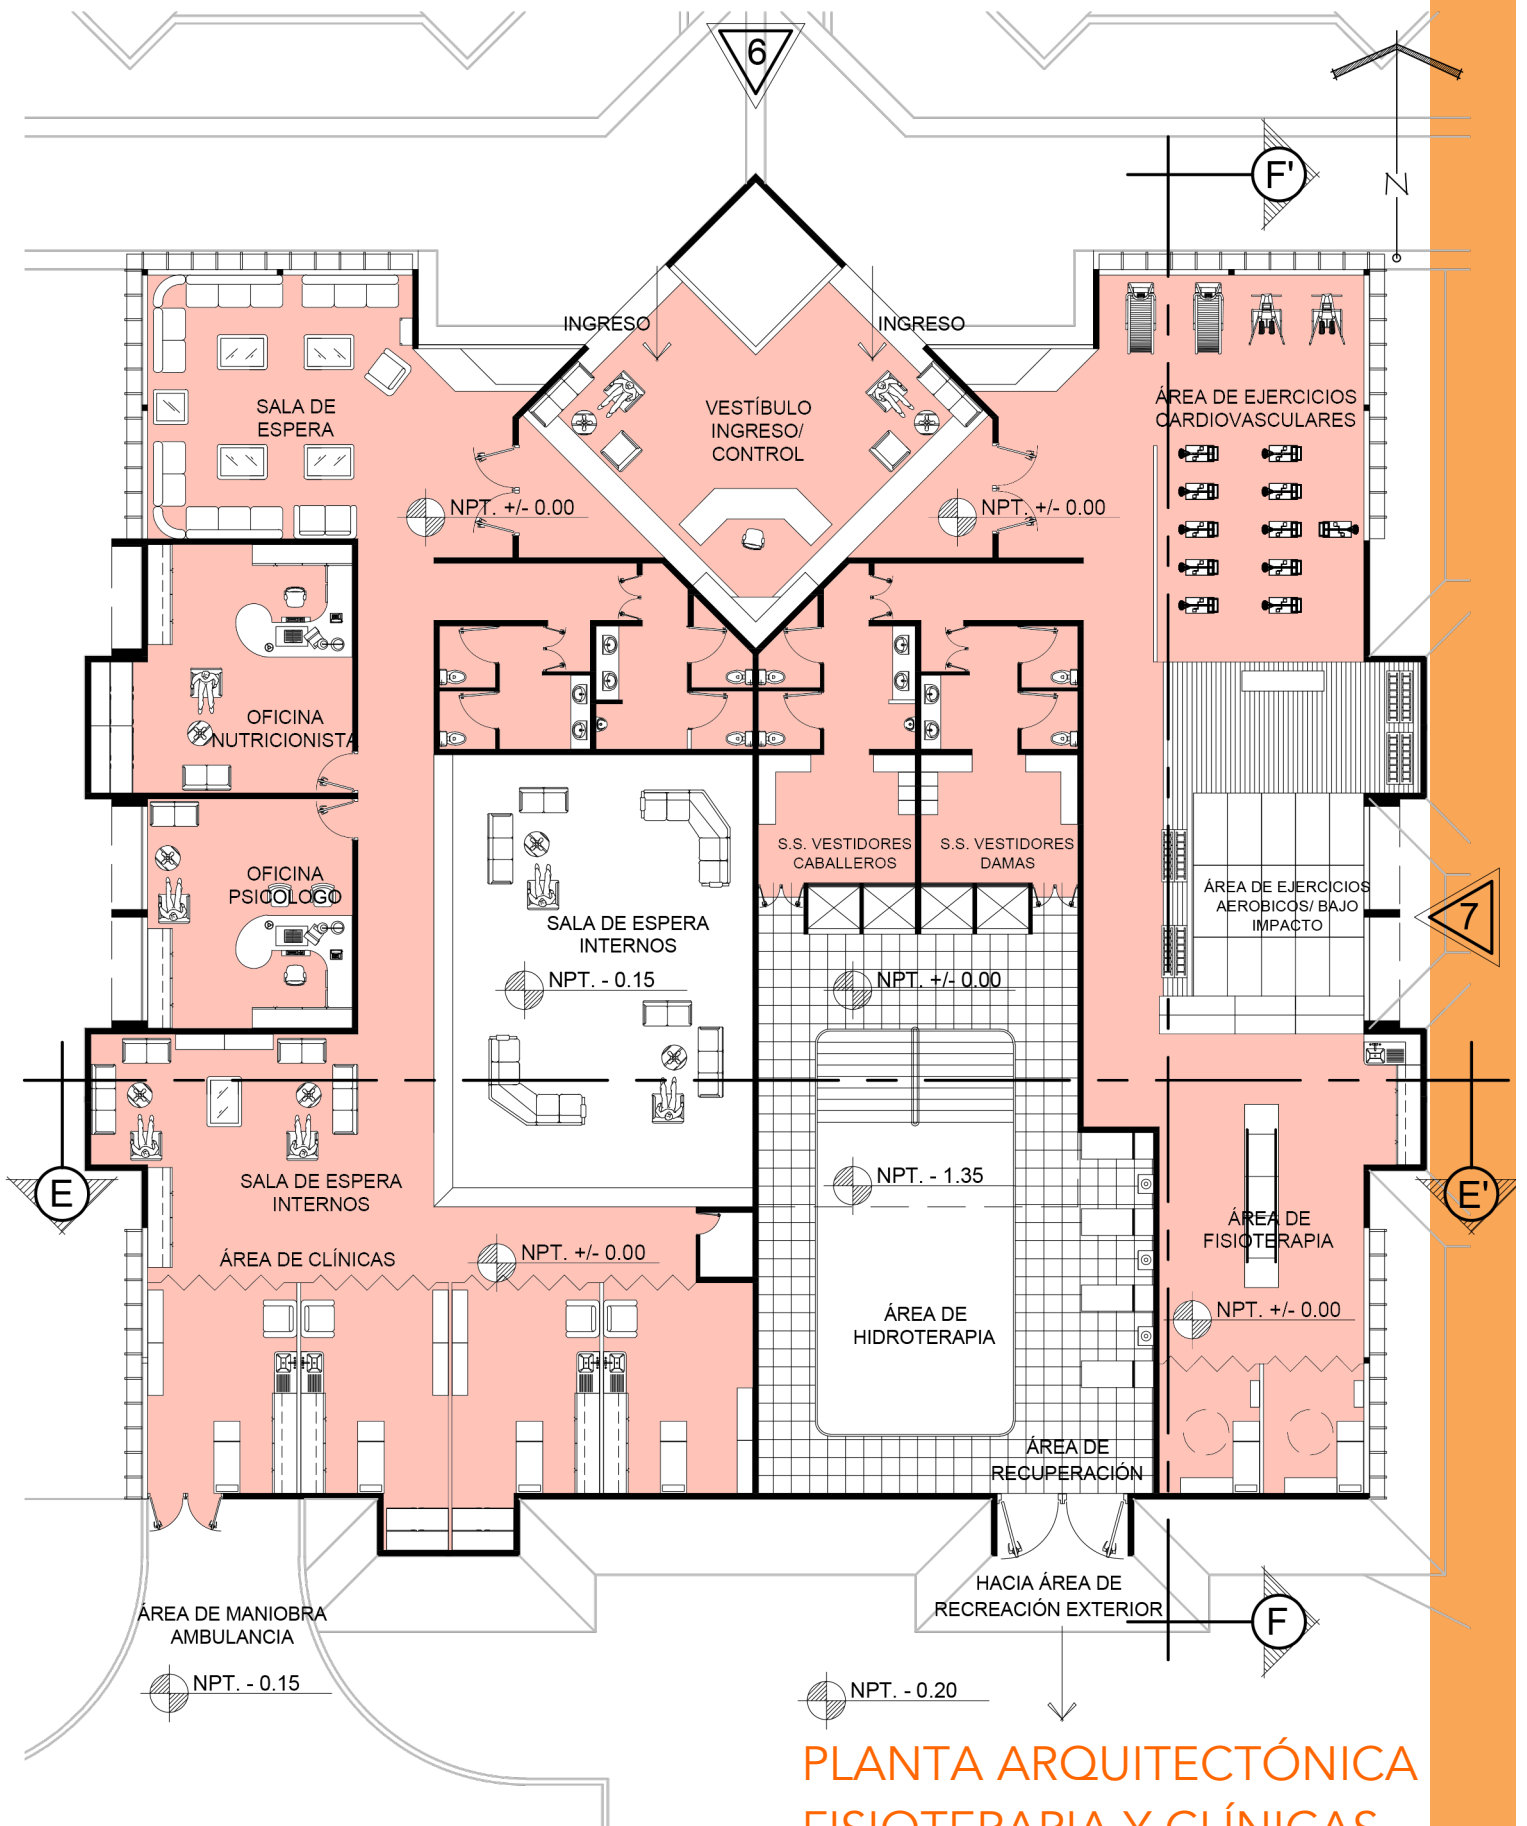 6
F'
N
INGRESO
INGRESO
SALA DE
ESPERA
VESTÍBULO
INGRESO/
CONTROL
ÁREA DE EJERCICIOS
CARDIOVASCULARES
NPT. +/- 0.00
NPT. +/- 0.00
OFICINA
NUTRICIONISTA
S.S. VESTIDORES
CABALLEROS
S.S. VESTIDORES
DAMAS
OFICINA
PSICOLOGO
SALA DE ESPERA
INTERNOS
NPT. - 0.15
NPT. +/- 0.00
ÁREA DE EJERCICIOS
AEROBICOS/ BAJO
IMPACTO
7
E
E'
SALA DE ESPERA
INTERNOS
NPT. - 1.35
ÁREA DE
FISIOTERAPIA
ÁREA DE CLÍNICAS
NPT. +/- 0.00
ÁREA DE
HIDROTERAPIA
NPT. +/- 0.00
ÁREA DE
RECUPERACIÓN
HACIA ÁREA DE
RECREACIÓN EXTERIOR
F
ÁREA DE MANIOBRA
AMBULANCIA
NPT. - 0.15
NPT. - 0.20
PLANTA ARQUITECTÓNICA
FISIOTERAPIA Y CLÍNICAS